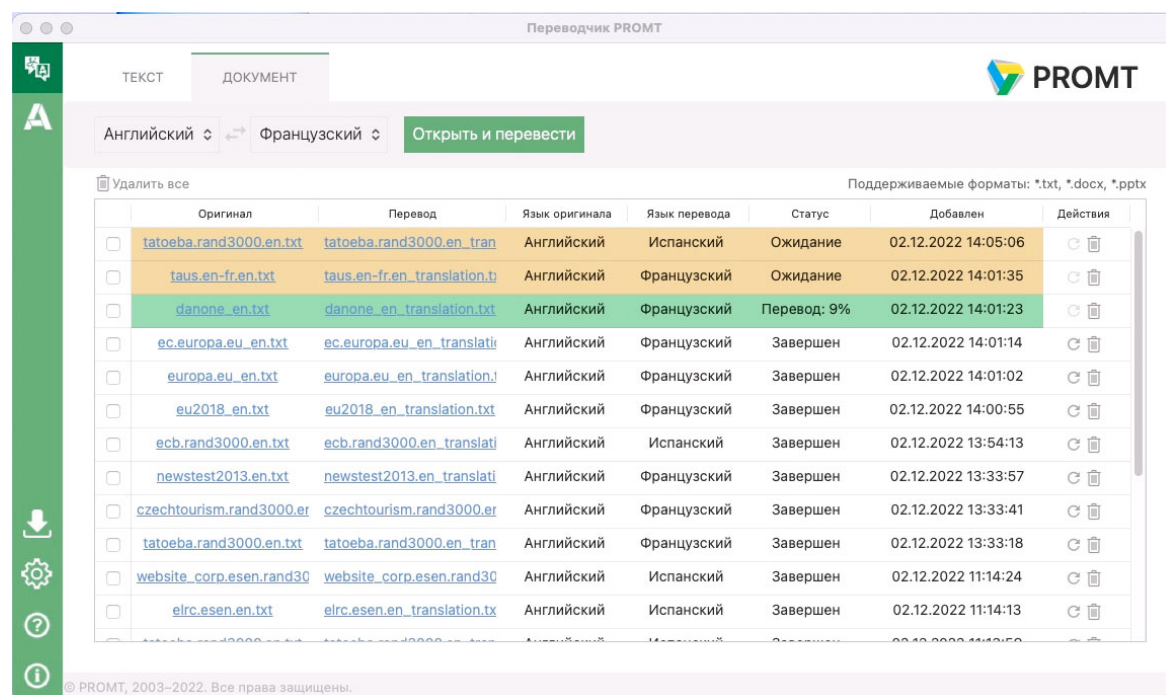 Переводчик PROMT
ТЕКСТ ДОКУМЕНТ PROMT
Английский Французский Открыть и перевести
Удалить все Поддерживаемые форматы: *.txt, *.docx, *.pptx
Оригинал Перевод Язык оригинала Язык перевода Статус Добавлен Действия
tatoeba.rand3000.en.txt tatoeba.rand3000.en_tran Английский Испанский Ожидание 02.12.2022 14:05:06
taus.en-fr.en.txt taus.en-fr.en_translation.t Английский Французский Ожидание 02.12.2022 14:01:35
danone_en.txt danone_en_translation.txt Английский Французский Перевод: 9% 02.12.2022 14:01:23
ec.europa.eu_en.txt ec.europa.eu_en_translati Английский Французский Завершен 02.12.2022 14:01:14
europa.eu_en.txt europa.eu_en_translation. Английский Французский Завершен 02.12.2022 14:01:02
eu2018_en.txt eu2018_en_translation.txt Английский Французский Завершен 02.12.2022 14:00:55
ecb.rand3000.en.txt ecb.rand3000.en_translati Английский Испанский Завершен 02.12.2022 13:54:13
newstest2013.en.txt newstest2013.en_translati Английский Французский Завершен 02.12.2022 13:33:57
czechtourism.rand3000.er czechtourism.rand3000.er Английский Французский Завершен 02.12.2022 13:33:41
tatoeba.rand3000.en.txt tatoeba.rand3000.en_tran Английский Французский Завершен 02.12.2022 13:33:18
website_corp.esen.rand30 website_corp.esen.rand30 Английский Испанский Завершен 02.12.2022 11:14:24
elrc.esen.en.txt elrc.esen.en_translation.tx Английский Испанский Завершен 02.12.2022 11:14:13
© PROMT, 2003–2022. Все права защищены.